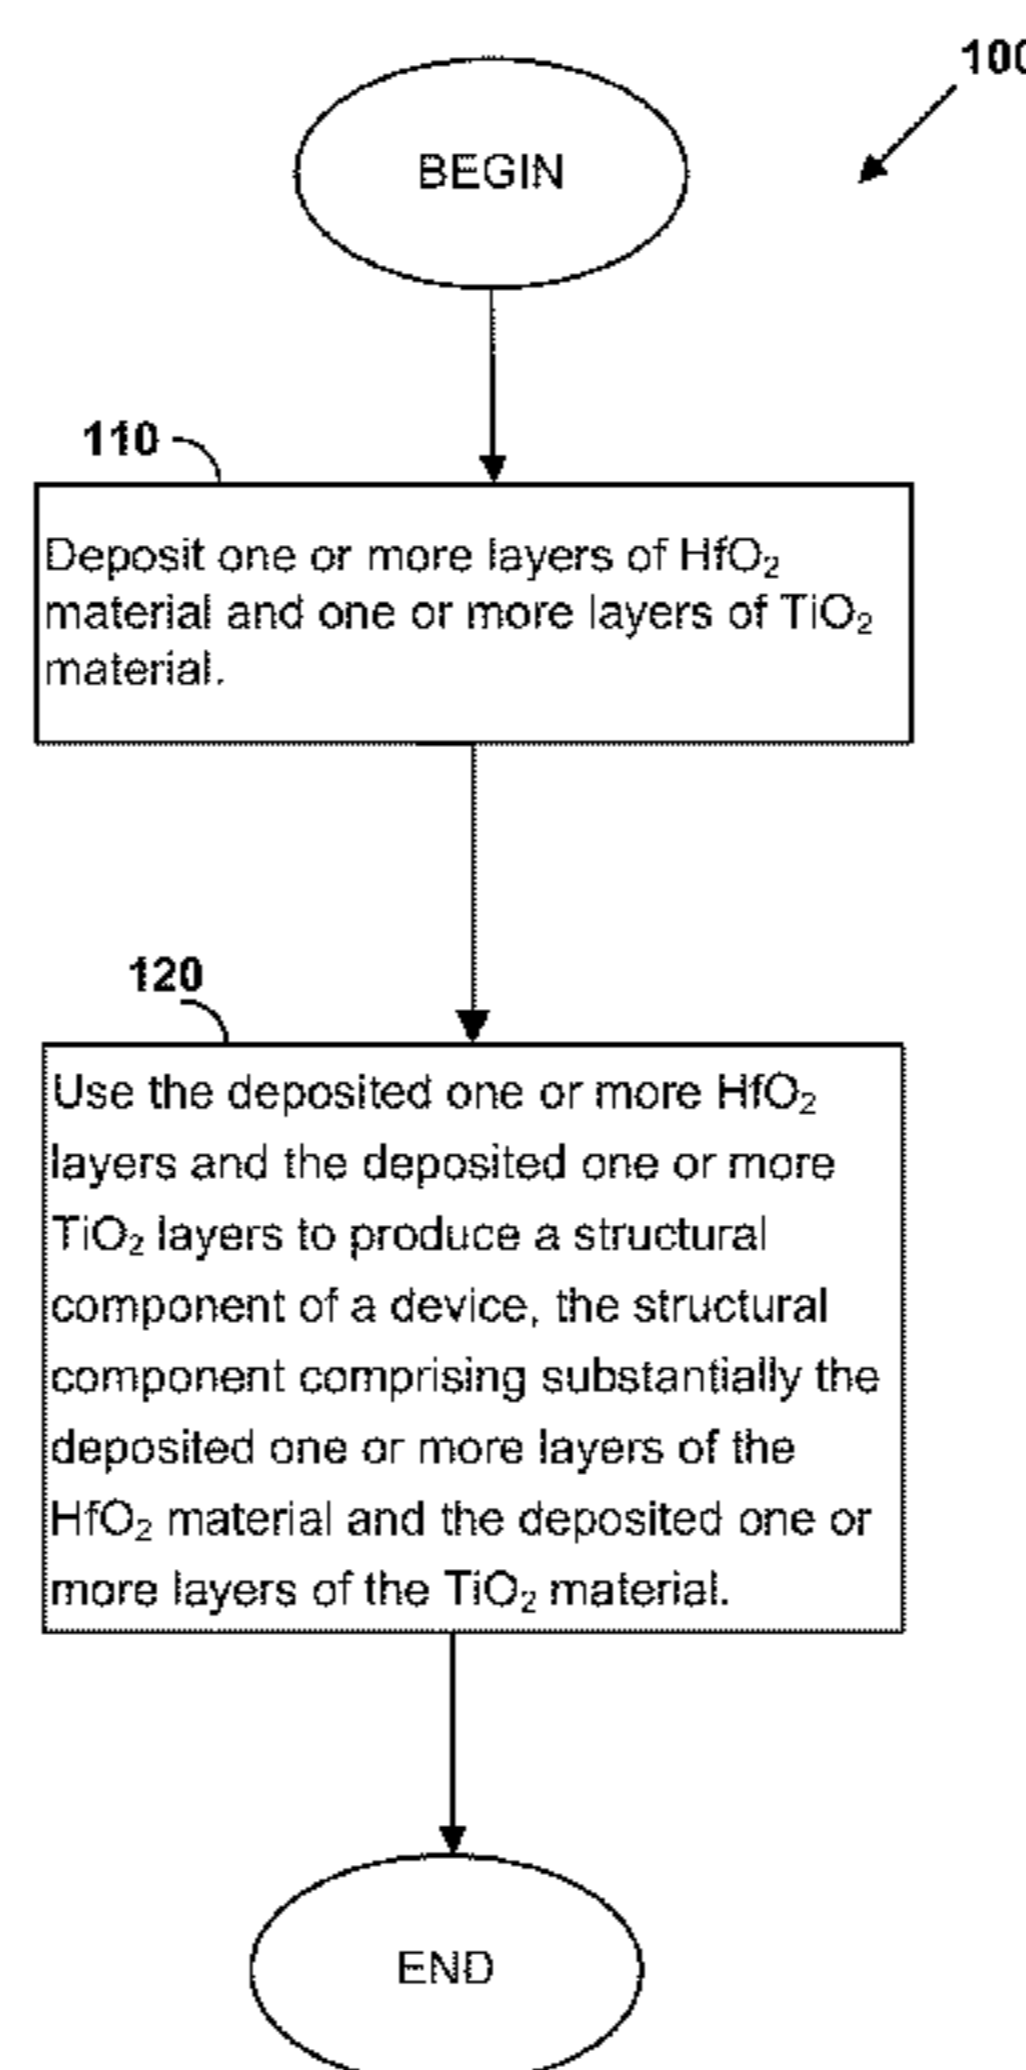 100
BEGIN
110
Deposit one or more layers of HfO₂
material and one or more layers of TiO₂
material.
120
Use the deposited one or more HfO₂
layers and the deposited one or more
TiO₂ layers to produce a structural
component of a device, the structural
component comprising substantially the
deposited one or more layers of the
HfO₂ material and the deposited one or
more layers of the TiO₂ material.
END